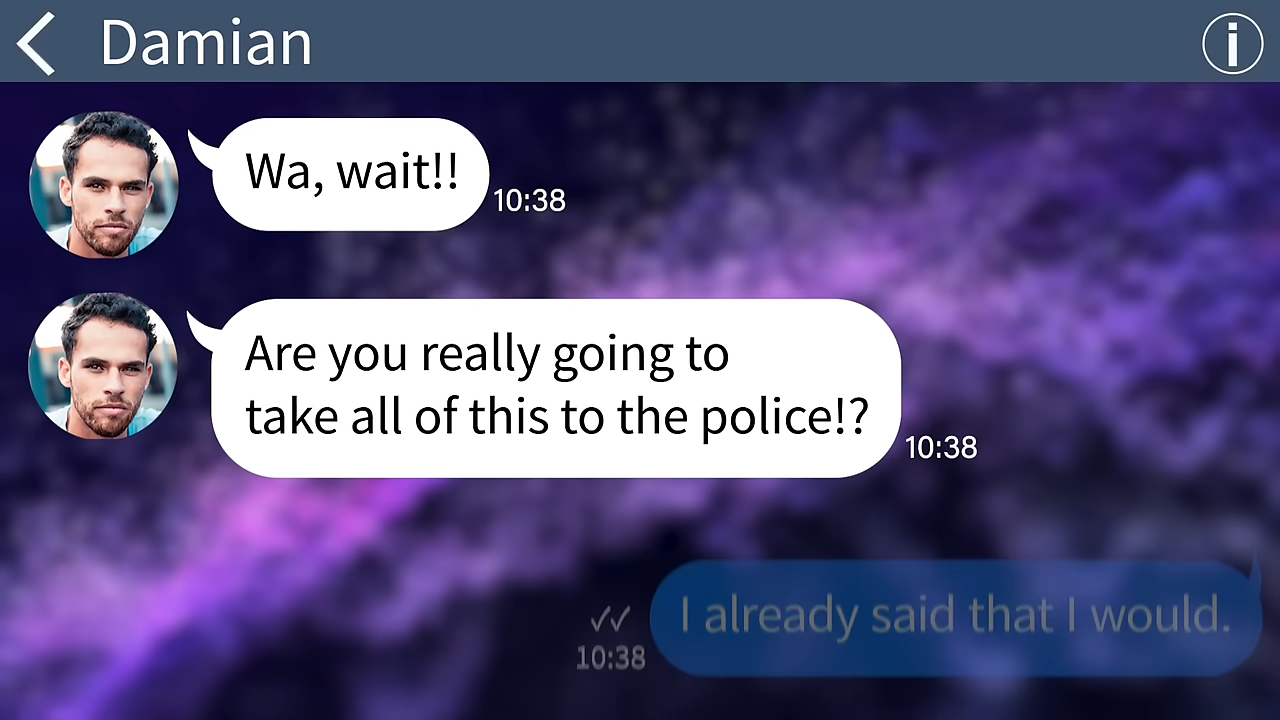 Damian
Wa, wait!!
10:38
Are you really going to
take all of this to the police!?
10:38
I already said that I would.
10:38